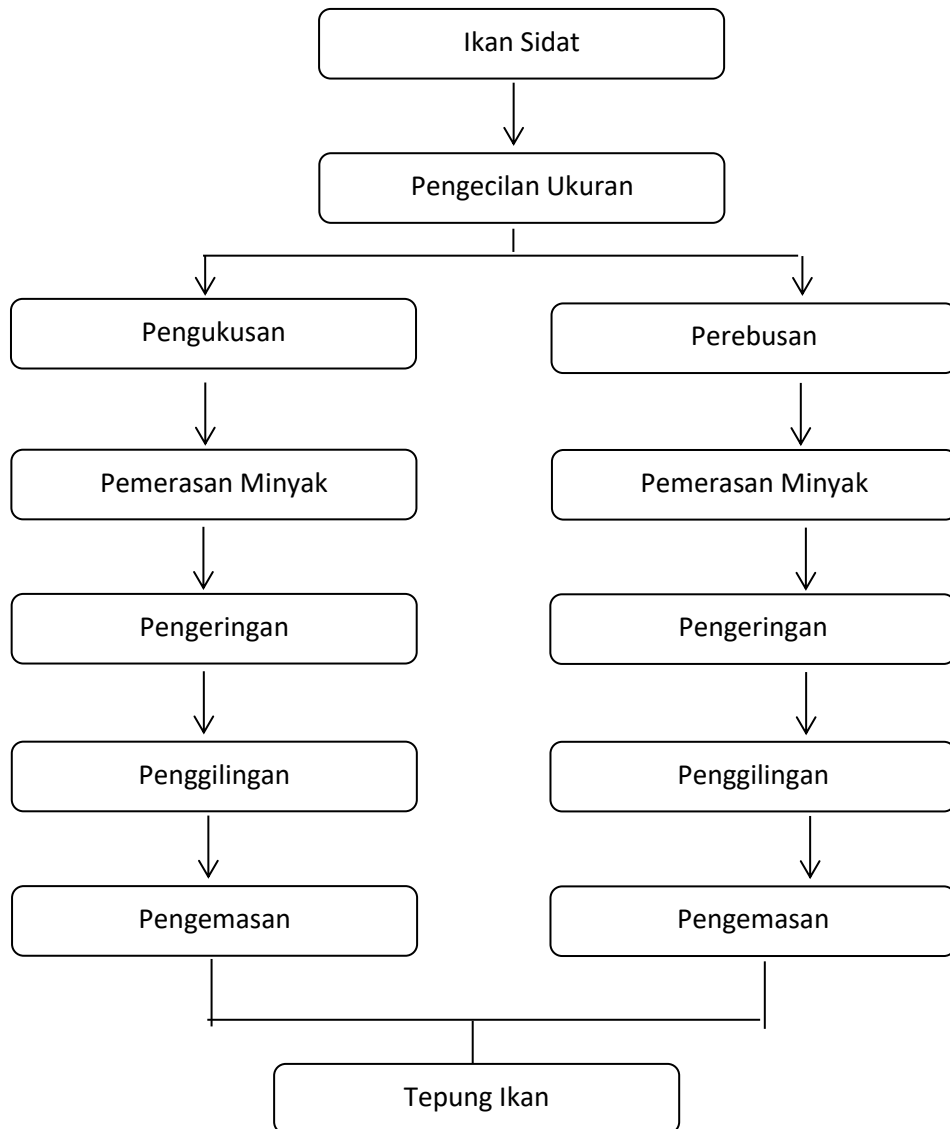 Ikan Sidat
Pengecilan Ukuran
Pengukusan
Perebusan
Pemerasan Minyak
Pemerasan Minyak
Pengeringan
Pengeringan
Penggilingan
Penggilingan
Pengemasan
Pengemasan
Tepung Ikan